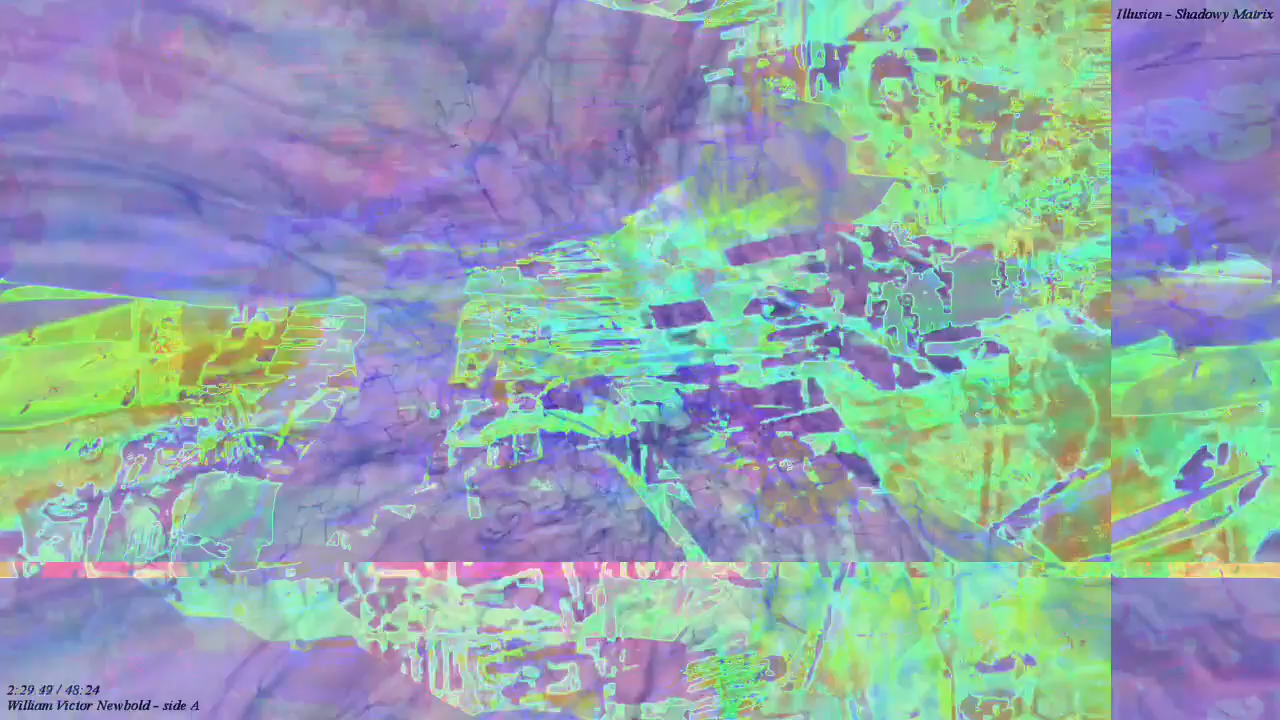 Illusion - Shadowy Matrix
2:29 49 / 48:24
William Victor Newbold - side A